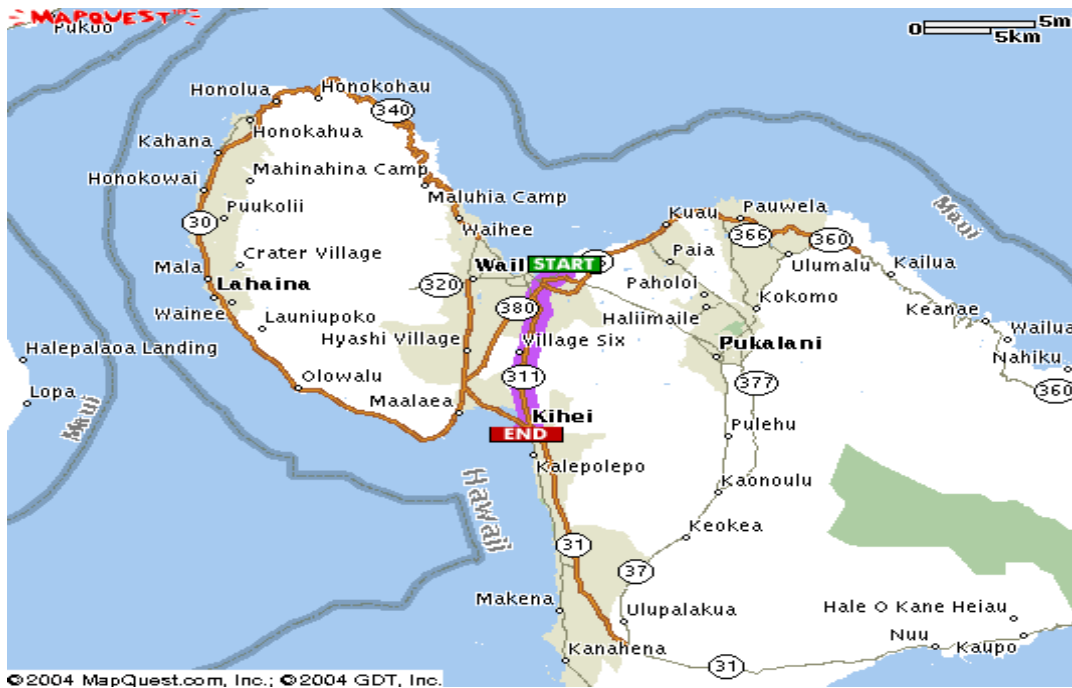 MAPQUEST
Pukoo
0 5m
5km
Honolua
Honokohau
340
Honokahua
Kahana
Mahinahina Camp
Honokowai
Maluhia Camp
Puukolii
30
Waihee
Kuau
Pauwela
Maui
366
360
Crater Village
Paia
Ulumalu
Mala
Wail
START
Kailua
Lahaina
320
Paholoi
Wainee
380
Kokomo
Keanae
Launiupoko
Haliimaile
Wailua
Halepalaoa Landing
Hyashi Village
Village Six
Pukalani
Nahiku
Lopa
Olowalu
311
377
360
Maui
Maalaea
Kihei
END
Pulehu
Kalepolepo
Hawaii
Kaonoulu
Keokea
31
37
Makena
Ulupalakua
Hale O Kane Heiau
Kanahena
Nuu
Kaupo
31
©2004 MapQuest.com, Inc.; ©2004 GDT, Inc.